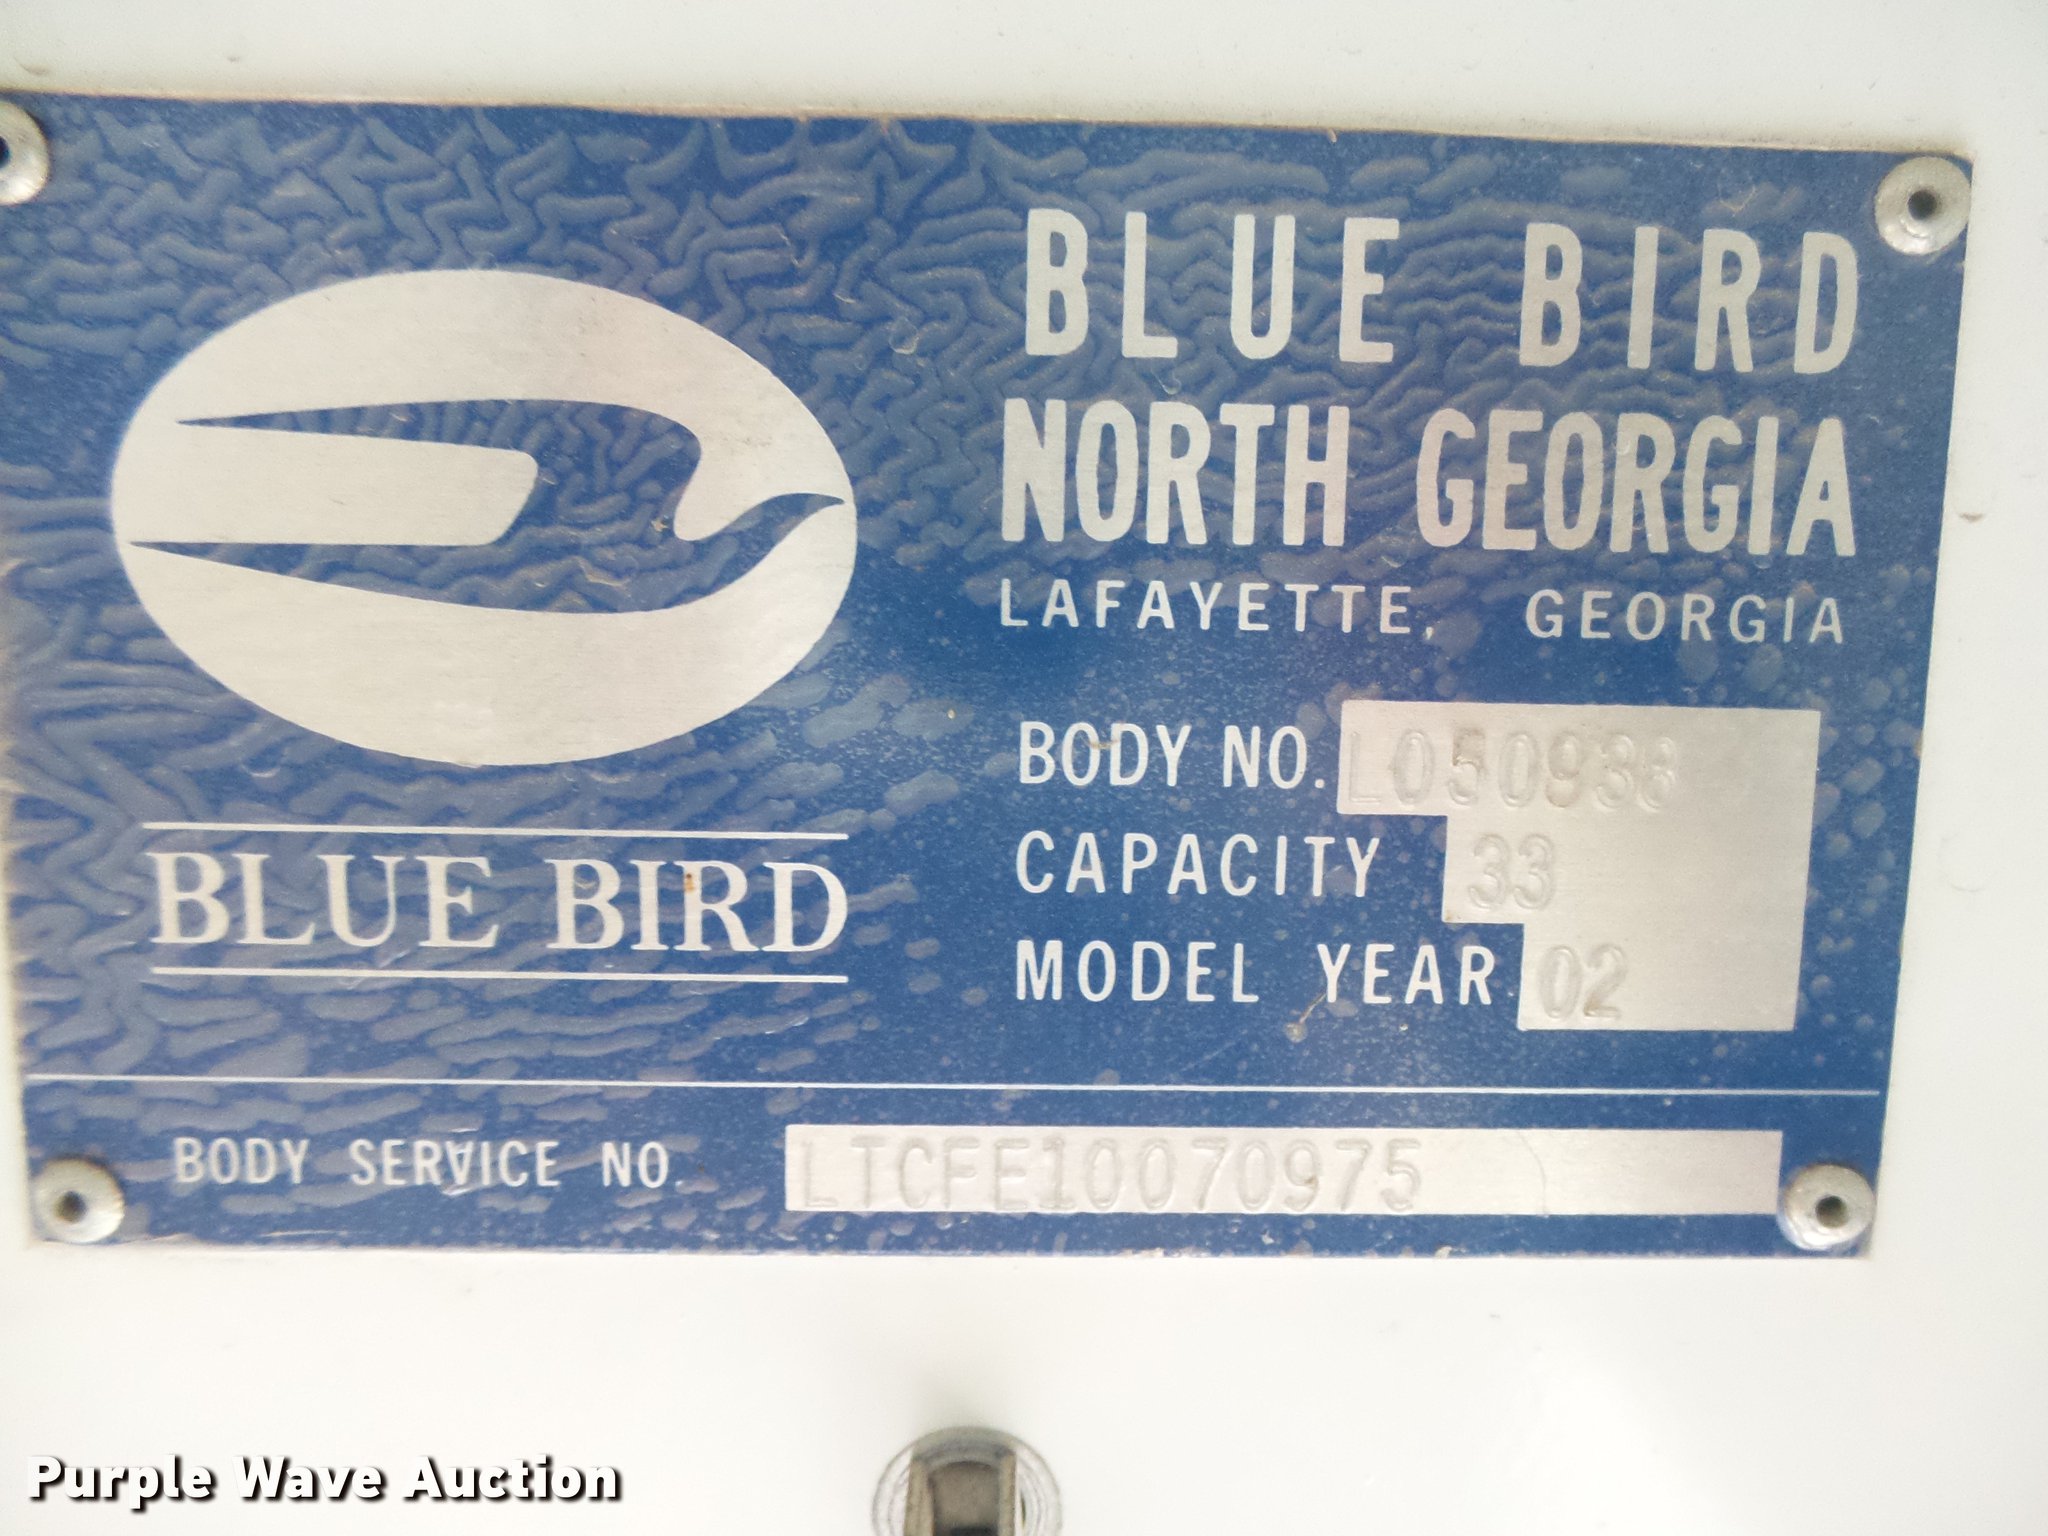 BLUE BIRD
NORTH GEORGIA
LAFAYETTE, GEORGIA
BODY NO. L050938
CAPACITY 33
MODEL YEAR 02
BLUE BIRD
BODY SERVICE NO. LTCFE10070975
Purple Wave Auction